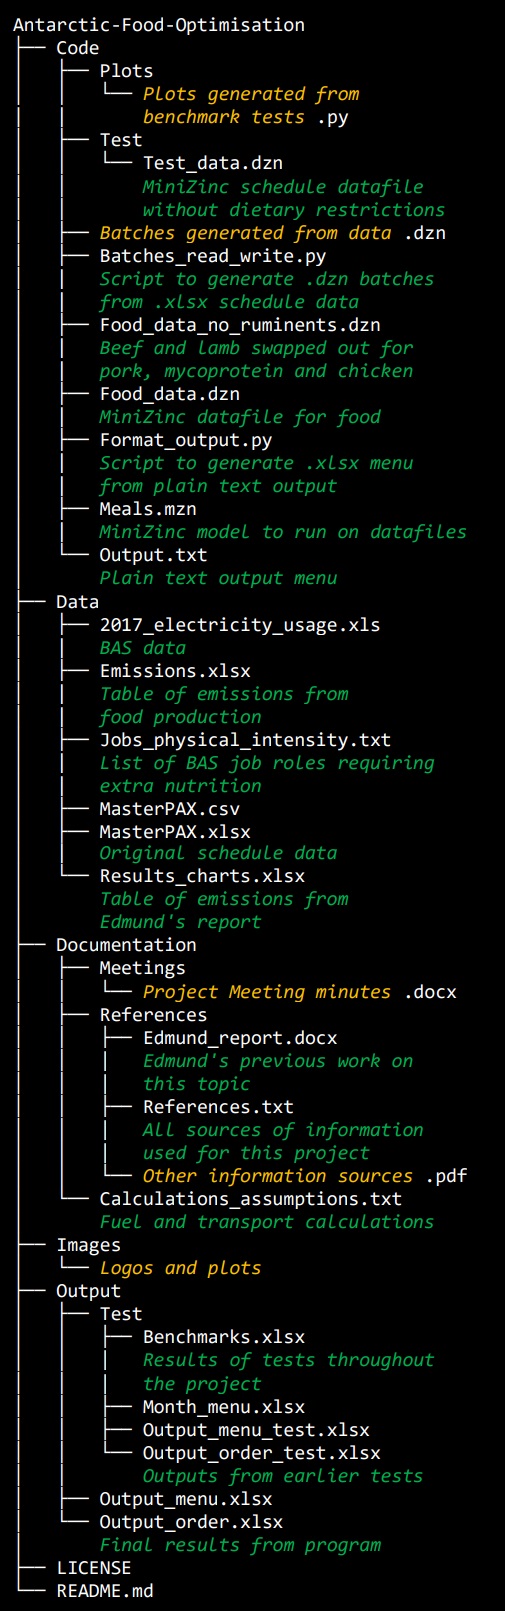 Antarctic-Food-Optimisation
├── Code
│   ├── Plots
│   │   └── Plots generated from
│   │       benchmark tests .py
│   ├── Test
│   │   └── Test_data.dzn
│   │       MiniZinc schedule datafile
│   │       without dietary restrictions
│   ├── Batches generated from data .dzn
│   ├── Batches_read_write.py
│   │   Script to generate .dzn batches
│   │   from .xlsx schedule data
│   ├── Food_data_no_ruminents.dzn
│   │   Beef and lamb swapped out for
│   │   pork, mycoprotein and chicken
│   ├── Food_data.dzn
│   │   MiniZinc datafile for food
│   ├── Format_output.py
│   │   Script to generate .xlsx menu
│   │   from plain text output
│   ├── Meals.mzn
│   │   MiniZinc model to run on datafiles
│   └── Output.txt
│       Plain text output menu
├── Data
│   ├── 2017_electricity_usage.xls
│   │   BAS data
│   ├── Emissions.xlsx
│   │   Table of emissions from
│   │   food production
│   ├── Jobs_physical_intensity.txt
│   │   List of BAS job roles requiring
│   │   extra nutrition
│   ├── MasterPAX.csv
│   ├── MasterPAX.xlsx
│   │   Original schedule data
│   └── Results_charts.xlsx
│       Table of emissions from
│       Edmund's report
├── Documentation
│   ├── Meetings
│   │   └── Project Meeting minutes .docx
│   ├── References
│   │   ├── Edmund_report.docx
│   │   │   Edmund's previous work on
│   │   │   this topic
│   │   ├── References.txt
│   │   │   All sources of information
│   │   │   used for this project
│   │   └── Other information sources .pdf
│   └── Calculations_assumptions.txt
│       Fuel and transport calculations
├── Images
│   └── Logos and plots
├── Output
│   ├── Test
│   │   ├── Benchmarks.xlsx
│   │   │   Results of tests throughout
│   │   │   the project
│   │   ├── Month_menu.xlsx
│   │   ├── Output_menu_test.xlsx
│   │   └── Output_order_test.xlsx
│   │       Outputs from earlier tests
│   ├── Output_menu.xlsx
│   └── Output_order.xlsx
│       Final results from program
├── LICENSE
└── README.md